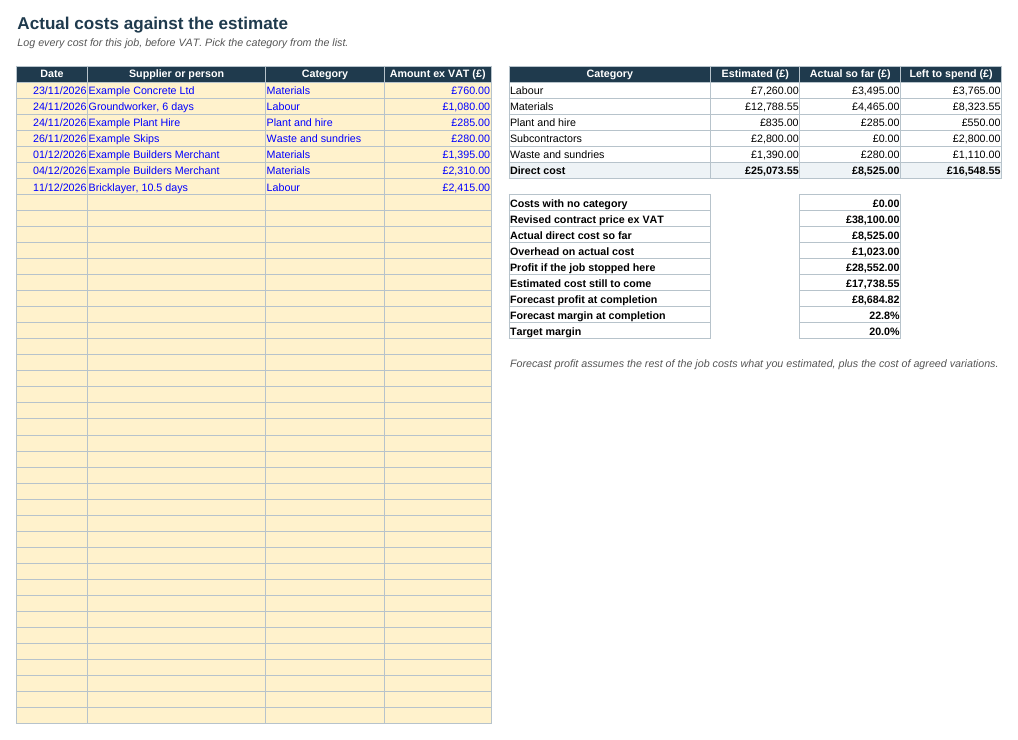 Actual costs against the estimate
Log every cost for this job, before VAT. Pick the category from the list.
Date Supplier or person Category Amount ex VAT (£)
23/11/2026 Example Concrete Ltd Materials £760.00
24/11/2026 Groundworker, 6 days Labour £1,080.00
24/11/2026 Example Plant Hire Plant and hire £285.00
26/11/2026 Example Skips Waste and sundries £280.00
01/12/2026 Example Builders Merchant Materials £1,395.00
04/12/2026 Example Builders Merchant Materials £2,310.00
11/12/2026 Bricklayer, 10.5 days Labour £2,415.00
Category Estimated (£) Actual so far (£) Left to spend (£)
Labour £7,260.00 £3,495.00 £3,765.00
Materials £12,788.55 £4,465.00 £8,323.55
Plant and hire £835.00 £285.00 £550.00
Subcontractors £2,800.00 £0.00 £2,800.00
Waste and sundries £1,390.00 £280.00 £1,110.00
Direct cost £25,073.55 £8,525.00 £16,548.55
Costs with no category £0.00
Revised contract price ex VAT £38,100.00
Actual direct cost so far £8,525.00
Overhead on actual cost £1,023.00
Profit if the job stopped here £28,552.00
Estimated cost still to come £17,738.55
Forecast profit at completion £8,684.82
Forecast margin at completion 22.8%
Target margin 20.0%
Forecast profit assumes the rest of the job costs what you estimated, plus the cost of agreed variations.